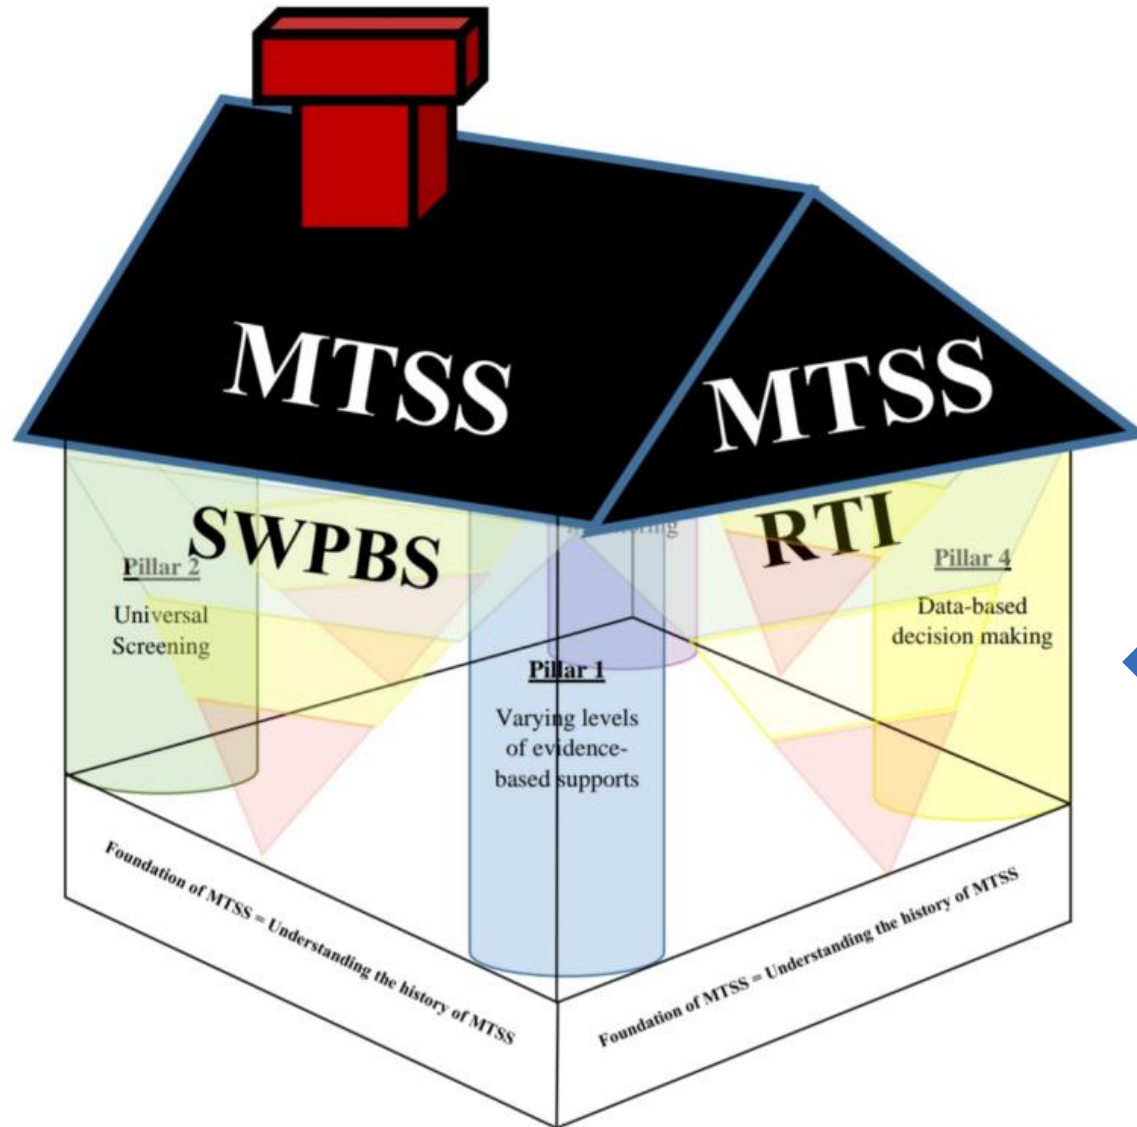 MTSS
MTSS
SWPBS
RTI
Pillar 2
Universal
Screening
Pillar 4
Data-based
decision making
Pillar 1
Varying levels
of evidence-
based supports
Foundation of MTSS = Understanding the history of MTSS
Foundation of MTSS = Understanding the history of MTSS